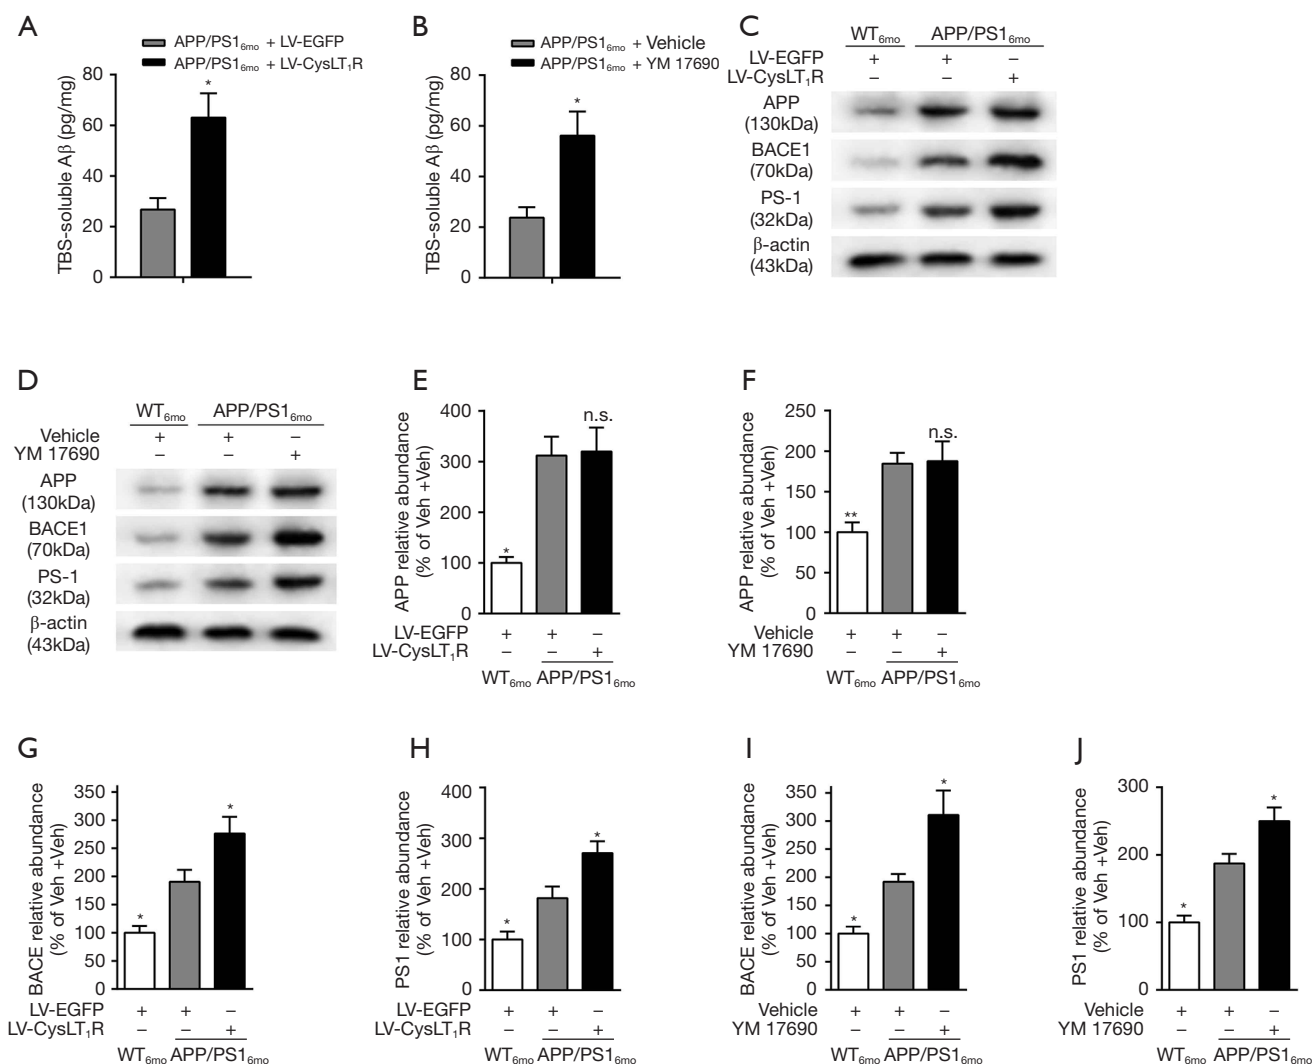 A
APP/PS16mo + LV-EGFP
APP/PS16mo + LV-CysLT1R
TBS-soluble Aβ (pg/mg)
80
60
40
20
0
*
B
APP/PS16mo + Vehicle
APP/PS16mo + YM 17690
TBS-soluble Aβ (pg/mg)
80
60
40
20
0
*
C
WT6mo APP/PS16mo
LV-EGFP + + –
LV-CysLT1R – – +
APP
(130kDa)
BACE1
(70kDa)
PS-1
(32kDa)
β-actin
(43kDa)
D
WT6mo APP/PS16mo
Vehicle + + –
YM 17690 – – +
APP
(130kDa)
BACE1
(70kDa)
PS-1
(32kDa)
β-actin
(43kDa)
E
APP relative abundance
(% of Veh +Veh)
400
300
200
100
0
*
n.s.
LV-EGFP + + –
LV-CysLT1R – – +
WT6mo APP/PS16mo
F
APP relative abundance
(% of Veh +Veh)
250
200
150
100
50
0
**
n.s.
Vehicle + + –
YM 17690 – – +
WT6mo APP/PS16mo
G
BACE relative abundance
(% of Veh +Veh)
350
300
250
200
150
100
50
0
*
*
LV-EGFP + + –
LV-CysLT1R – – +
WT6mo APP/PS16mo
H
PS1 relative abundance
(% of Veh +Veh)
400
300
200
100
0
*
*
LV-EGFP + + –
LV-CysLT1R – – +
WT6mo APP/PS16mo
I
BACE relative abundance
(% of Veh +Veh)
350
300
250
200
150
100
50
0
*
*
Vehicle + + –
YM 17690 – – +
WT6mo APP/PS16mo
J
PS1 relative abundance
(% of Veh +Veh)
300
200
100
0
*
*
Vehicle + + –
YM 17690 – – +
WT6mo APP/PS16mo